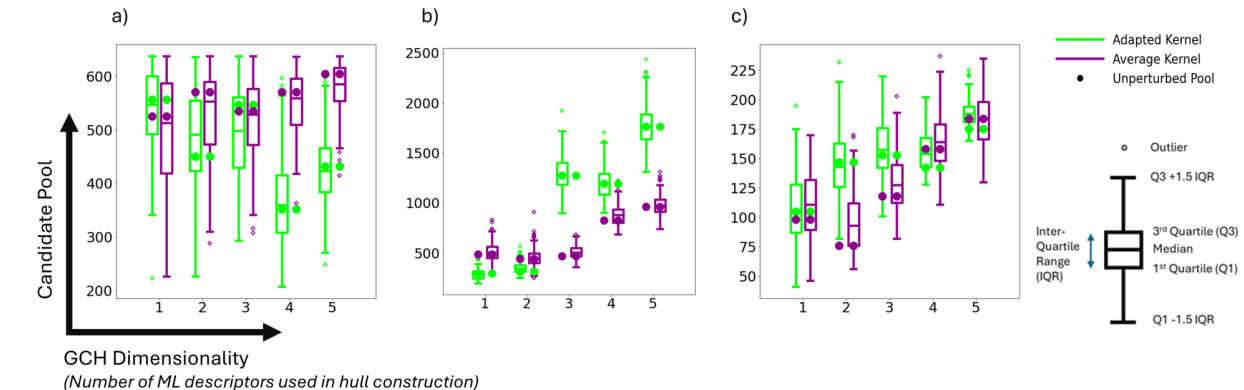 a)
b)
c)
Adapted Kernel
Average Kernel
Unperturbed Pool
Candidate Pool
600
500
400
300
200
1 2 3 4 5
2500
2000
1500
1000
500
1 2 3 4 5
225
200
175
150
125
100
75
50
1 2 3 4 5
Outlier
Q3 +1.5 IQR
Inter-
Quartile
Range
(IQR)
3rd Quartile (Q3)
Median
1st Quartile (Q1)
Q1 -1.5 IQR
GCH Dimensionality
(Number of ML descriptors used in hull construction)